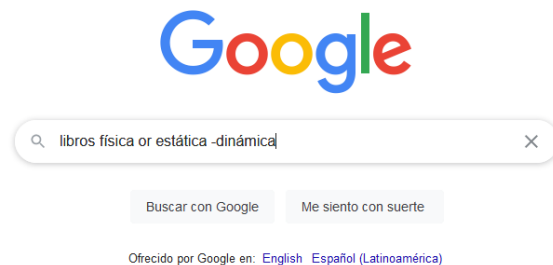 Google
libros física or estática -dinámica
Buscar con Google Me siento con suerte
Ofrecido por Google en: English Español (Latinoamérica)